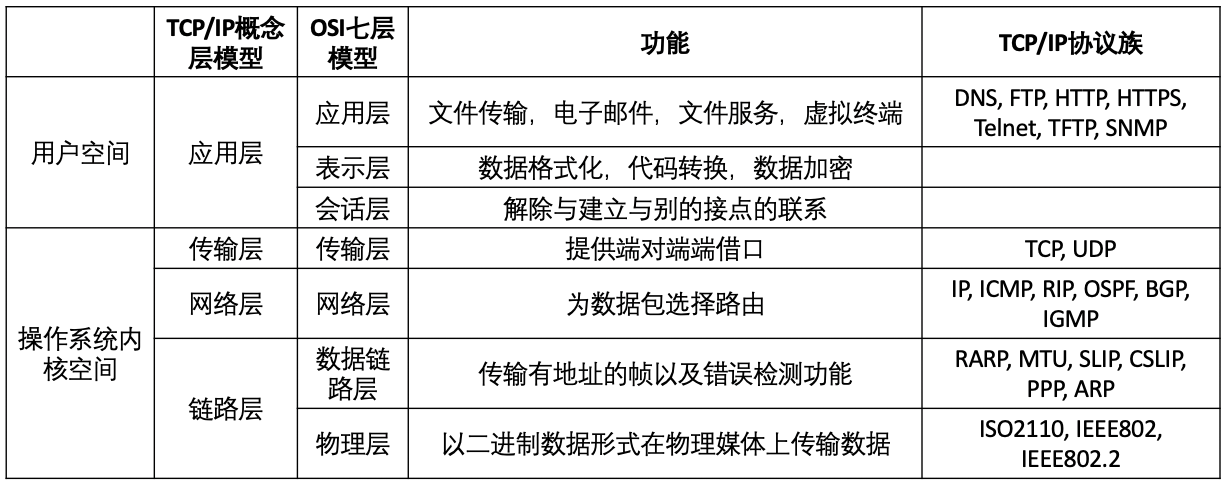 TCP/IP概念
层模型
OSI七层
模型
功能
TCP/IP协议族
用户空间
应用层
应用层
文件传输，电子邮件，文件服务，虚拟终端
DNS, FTP, HTTP, HTTPS,
Telnet, TFTP, SNMP
表示层
数据格式化，代码转换，数据加密
会话层
解除与建立与别的接点的联系
操作系统内
核空间
传输层
传输层
提供端对端端借口
TCP, UDP
网络层
网络层
为数据包选择路由
IP, ICMP, RIP, OSPF, BGP,
IGMP
链路层
数据链
路层
传输有地址的帧以及错误检测功能
RARP, MTU, SLIP, CSLIP,
PPP, ARP
物理层
以二进制数据形式在物理媒体上传输数据
ISO2110, IEEE802,
IEEE802.2